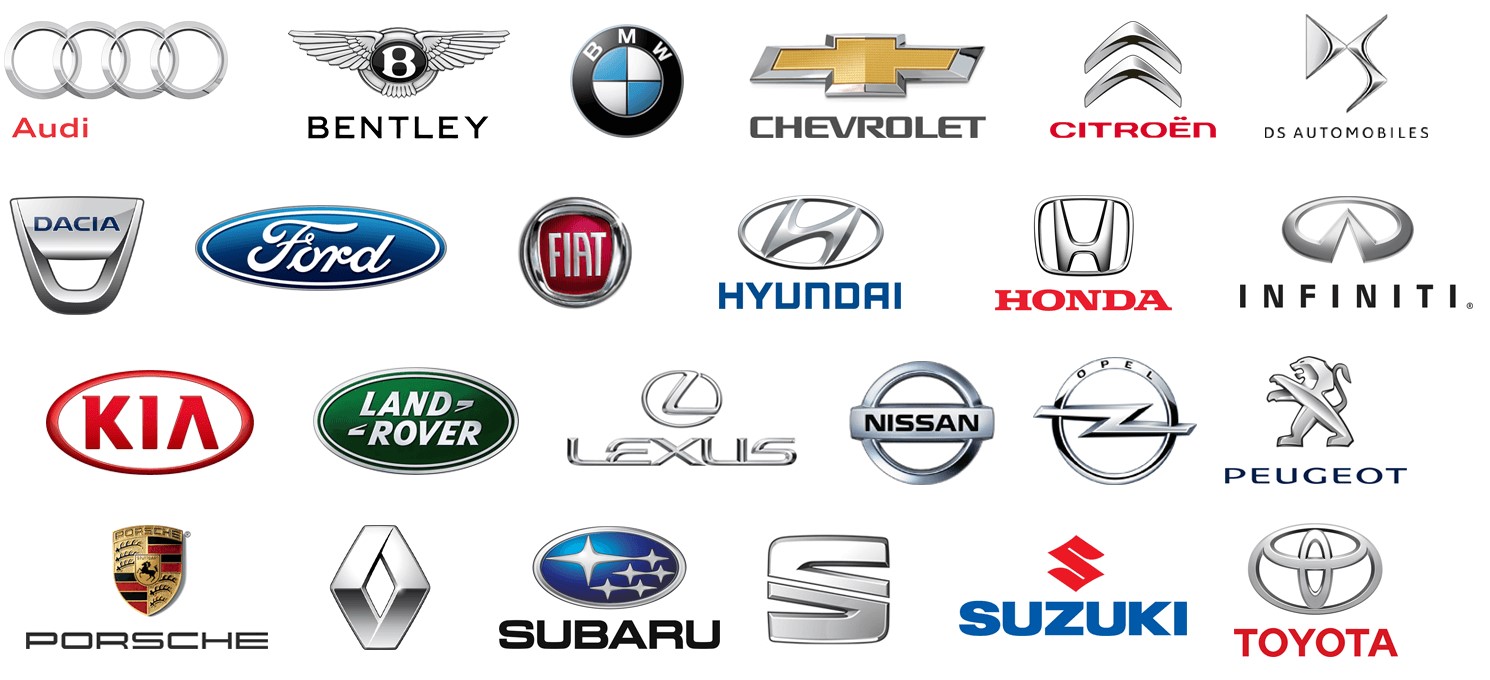 B
BMW
Audi
BENTLEY
CHEVROLET
CITROËN
DS AUTOMOBILES
DACIA
Ford
FIAT
HYUNDAI
HONDA
INFINITI®
KIA
LAND-
-ROVER
LEXUS
NISSAN
OPEL
PEUGEOT
PORSCHE®
PORSCHE
SUBARU
SUZUKI
TOYOTA